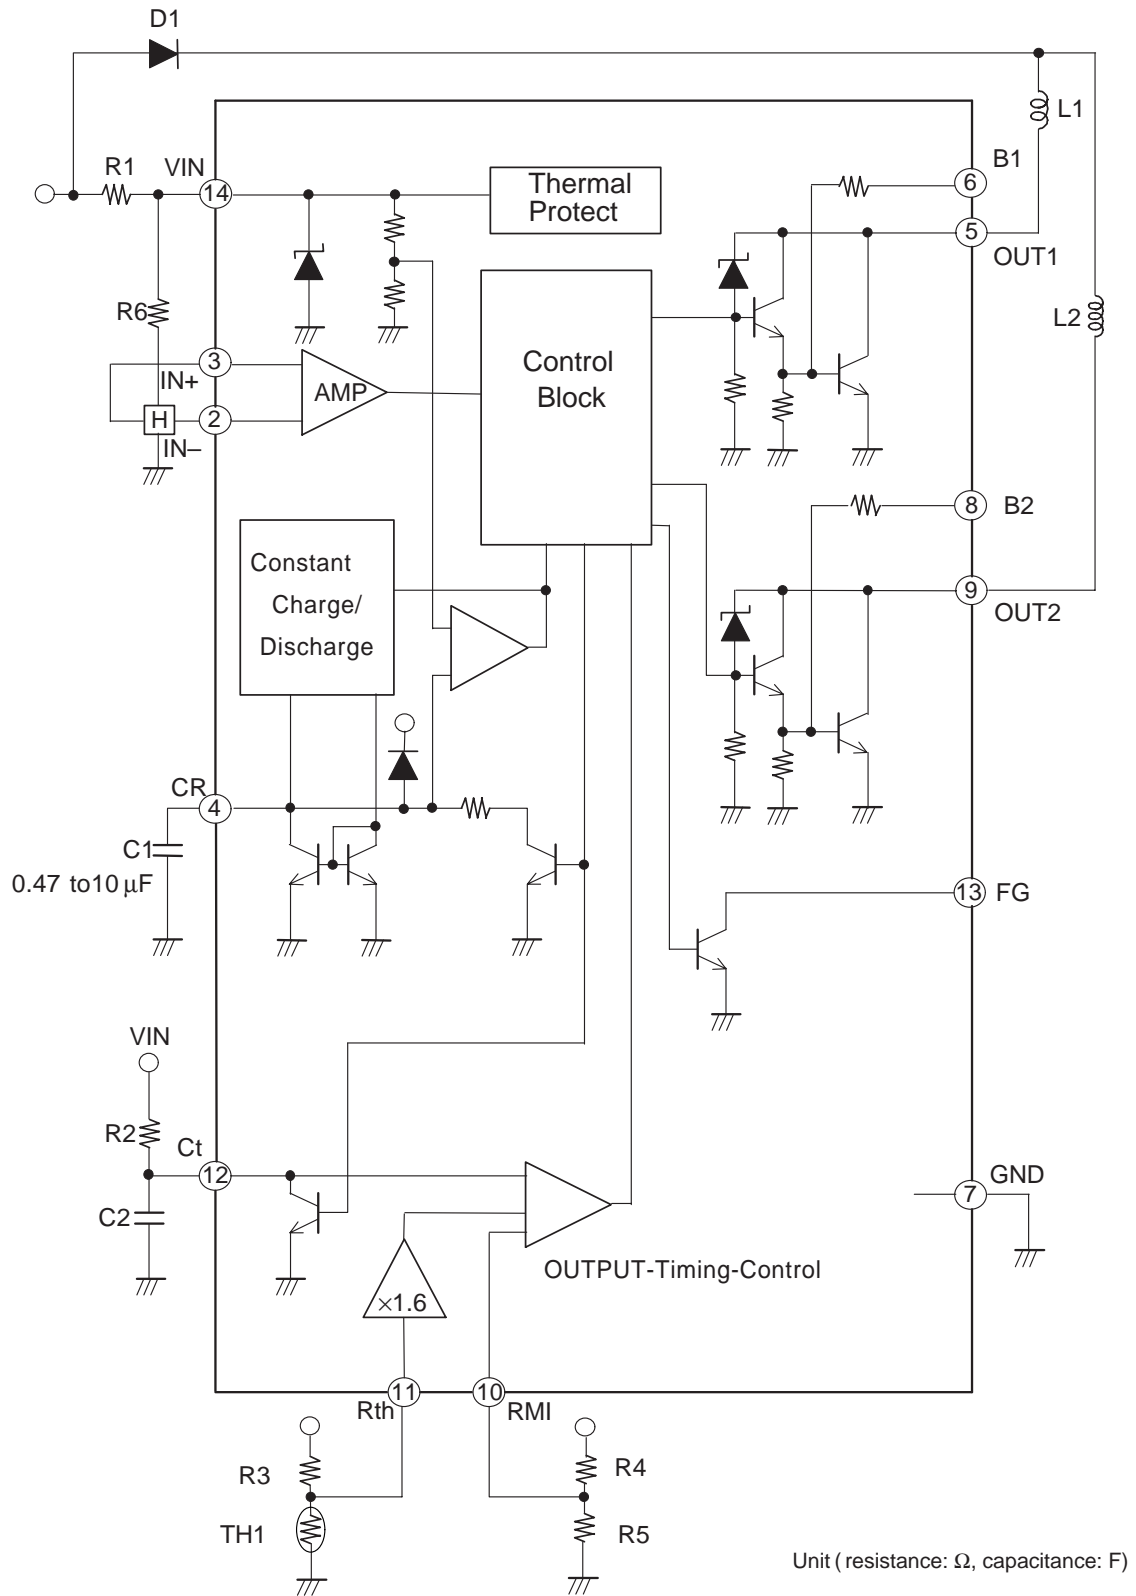 D1
L1
R1
VIN
14
Thermal
Protect
B1
6
5
OUT1
R6
L2
3
IN+
AMP
Control
Block
H
2
IN–
8
B2
Constant
Charge/
Discharge
9
OUT2
CR
4
C1
0.47 to10 µF
13
FG
VIN
R2
Ct
12
GND
7
C2
OUTPUT-Timing-Control
×1.6
11
10
Rth
RMI
R3
R4
TH1
R5
Unit ( resistance: Ω, capacitance: F)